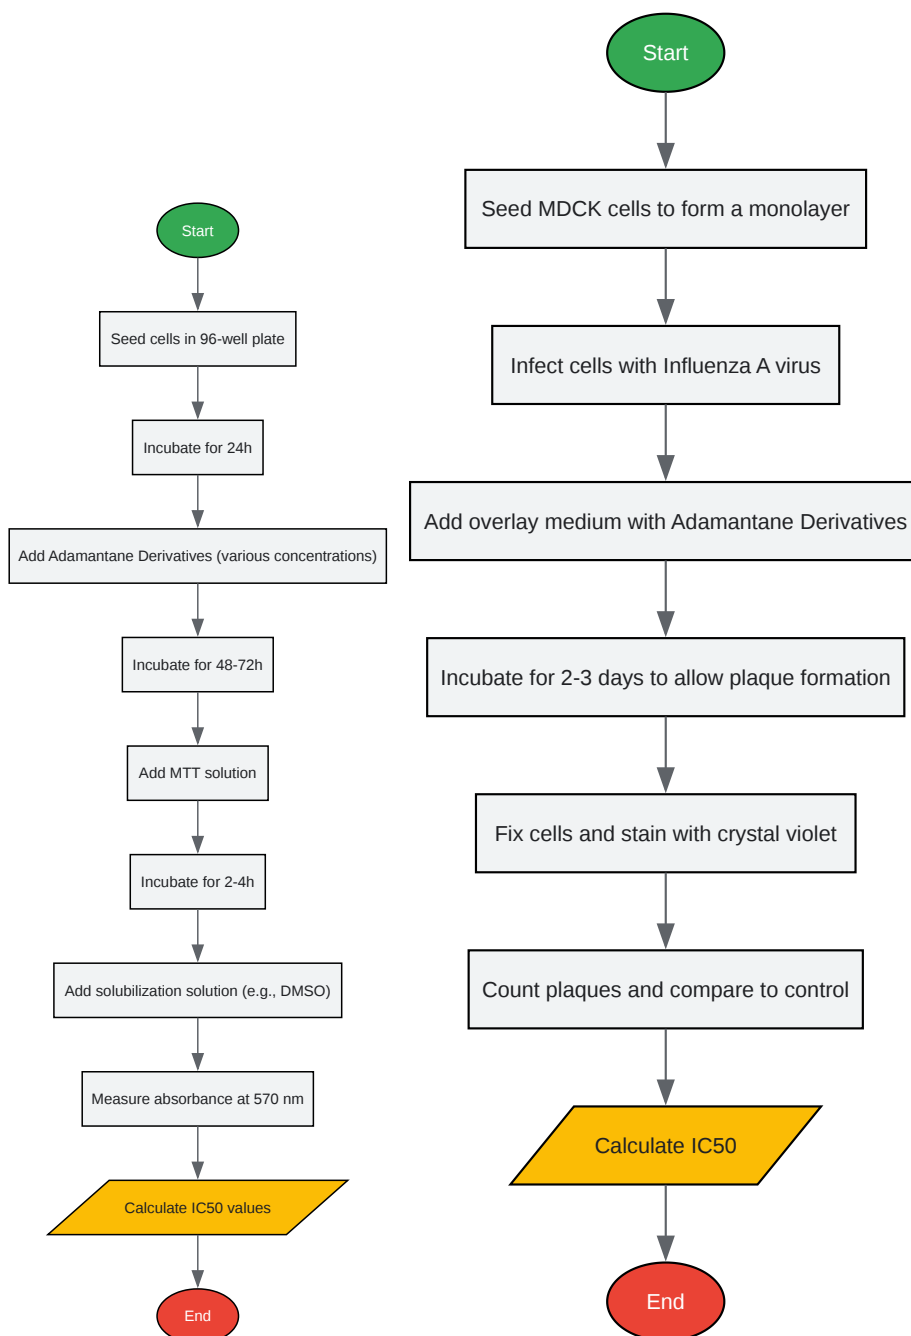 Start
Seed cells in 96-well plate
Incubate for 24h
Add Adamantane Derivatives (various concentrations)
Incubate for 48-72h
Add MTT solution
Incubate for 2-4h
Add solubilization solution (e.g., DMSO)
Measure absorbance at 570 nm
Calculate IC50 values
End
Start
Seed MDCK cells to form a monolayer
Infect cells with Influenza A virus
Add overlay medium with Adamantane Derivatives
Incubate for 2-3 days to allow plaque formation
Fix cells and stain with crystal violet
Count plaques and compare to control
Calculate IC50
End